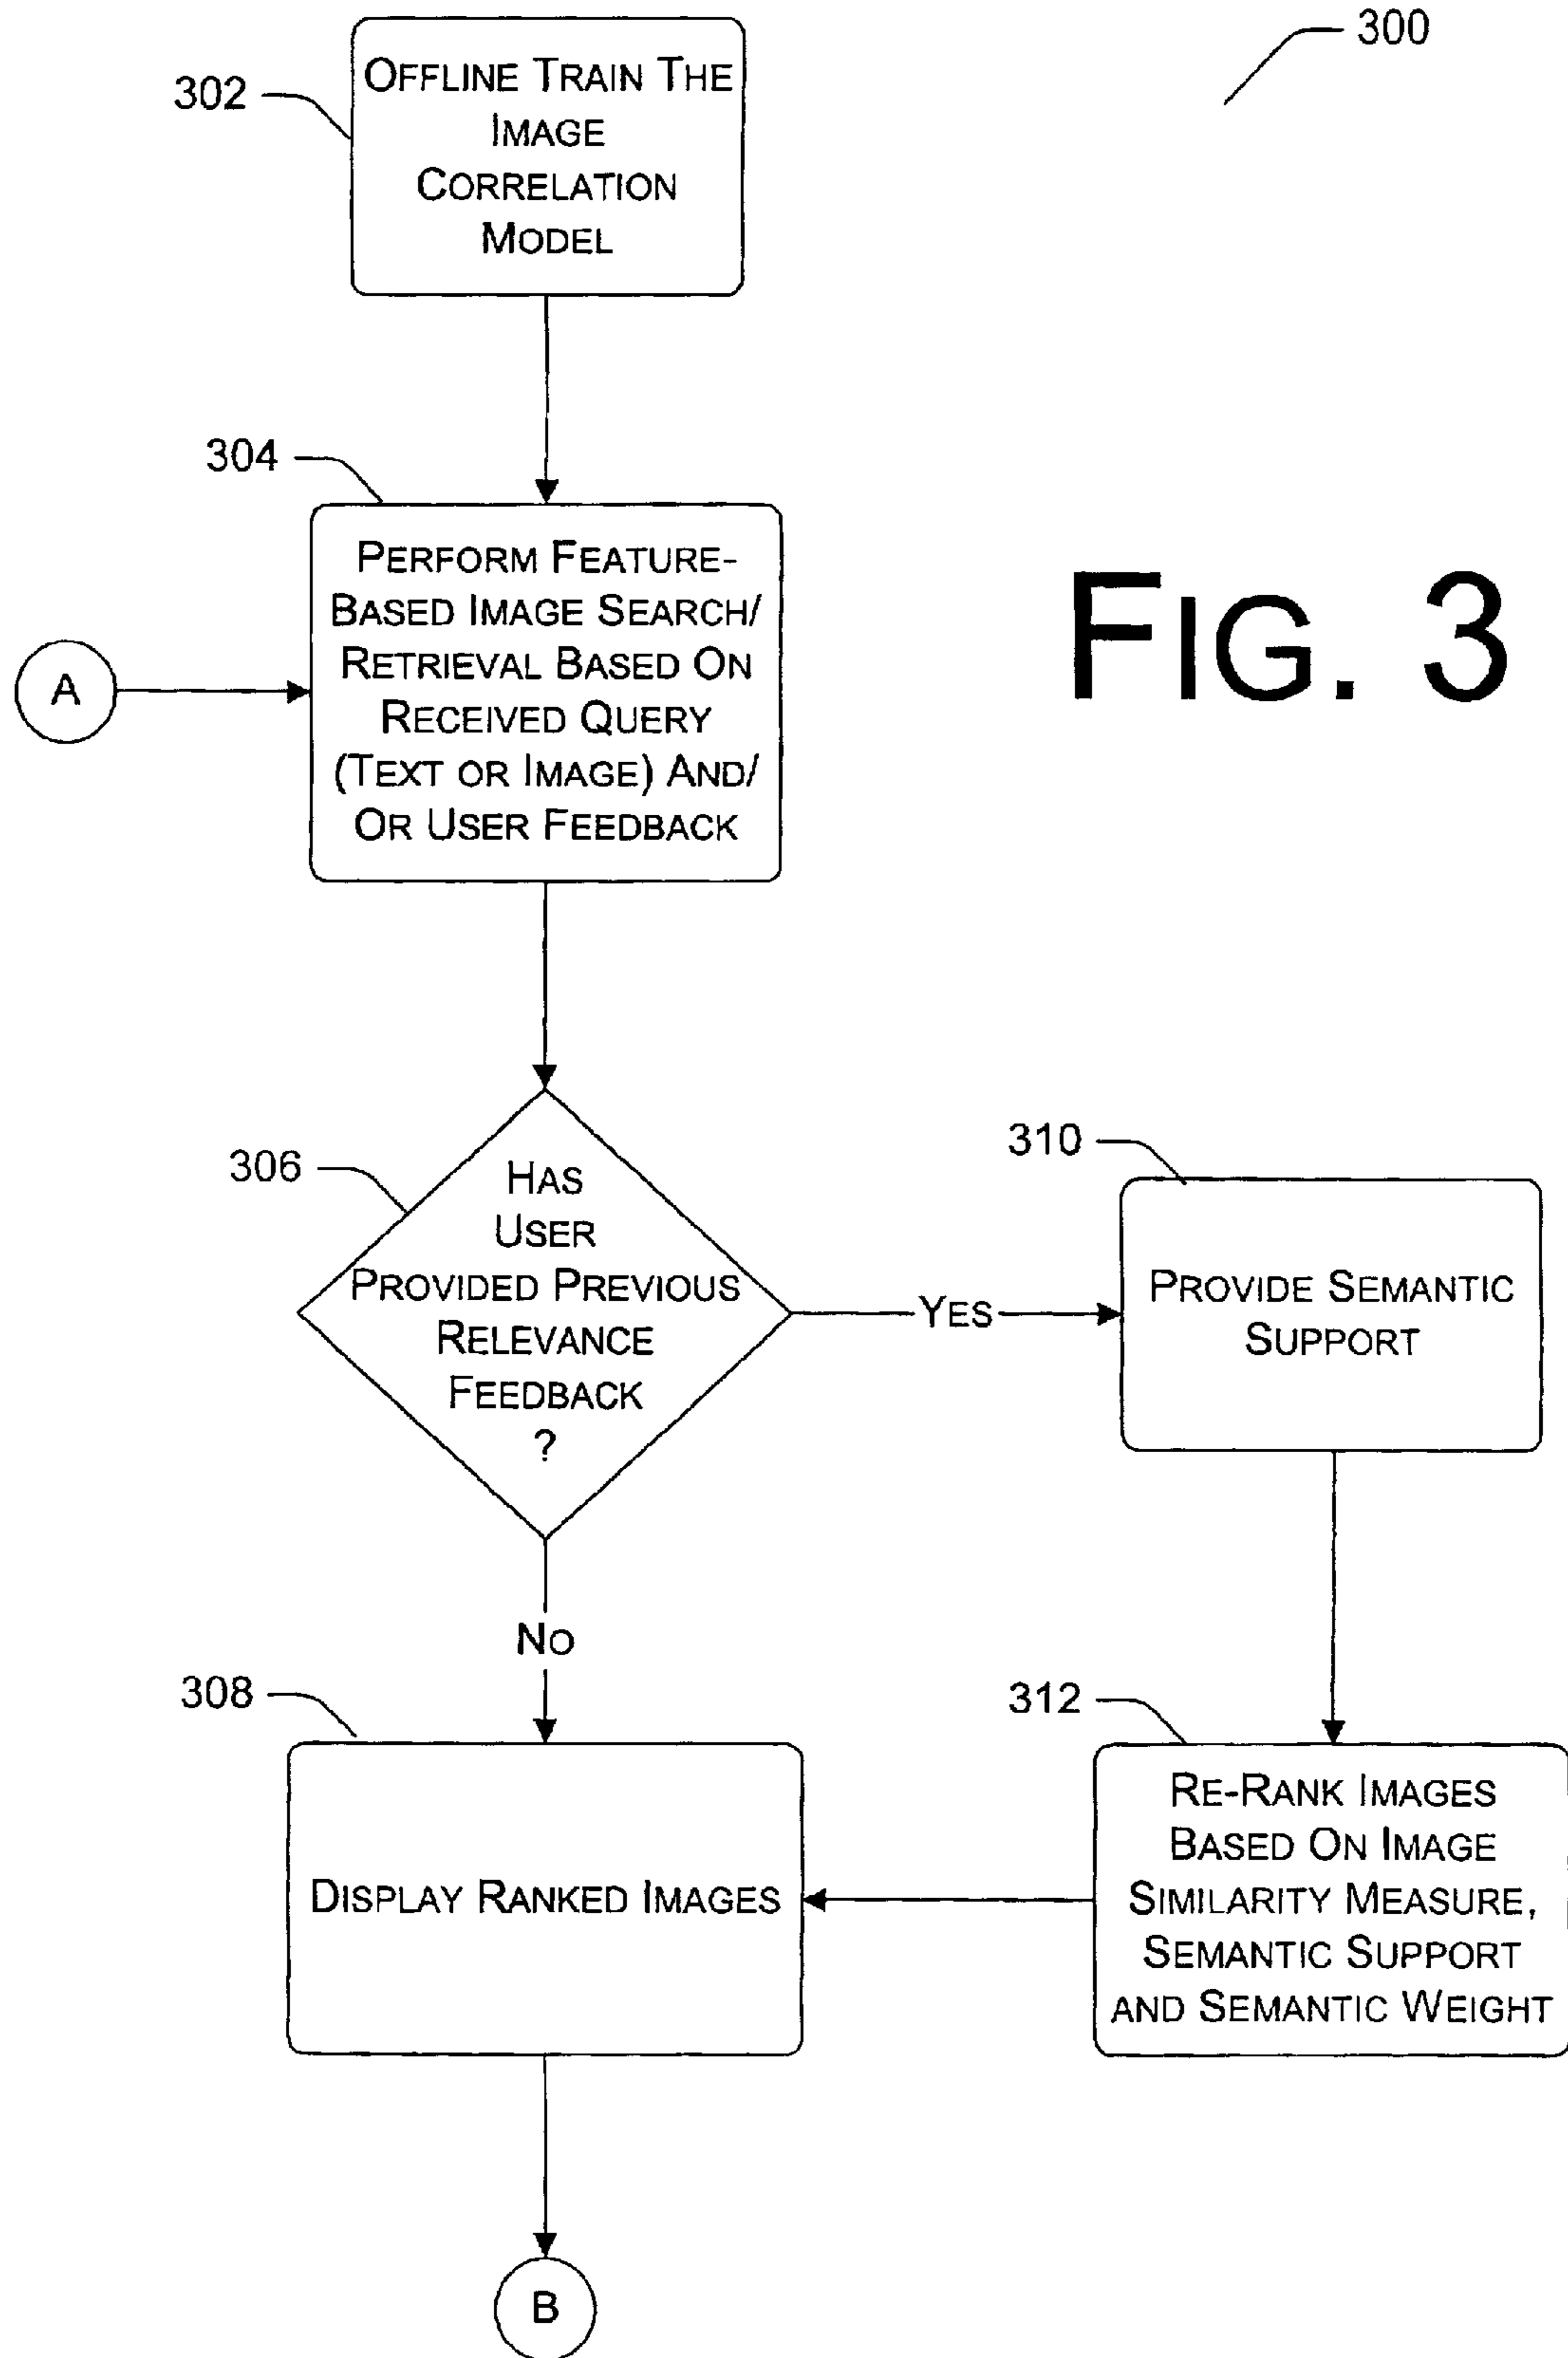 300
302
OFFLINE TRAIN THE
IMAGE
CORRELATION
MODEL
304
PERFORM FEATURE-
BASED IMAGE SEARCH/
RETRIEVAL BASED ON
RECEIVED QUERY
(TEXT OR IMAGE) AND/
OR USER FEEDBACK
A
FIG. 3
306
HAS
USER
PROVIDED PREVIOUS
RELEVANCE
FEEDBACK
?
YES
310
PROVIDE SEMANTIC
SUPPORT
NO
308
DISPLAY RANKED IMAGES
312
RE-RANK IMAGES
BASED ON IMAGE
SIMILARITY MEASURE,
SEMANTIC SUPPORT
AND SEMANTIC WEIGHT
B